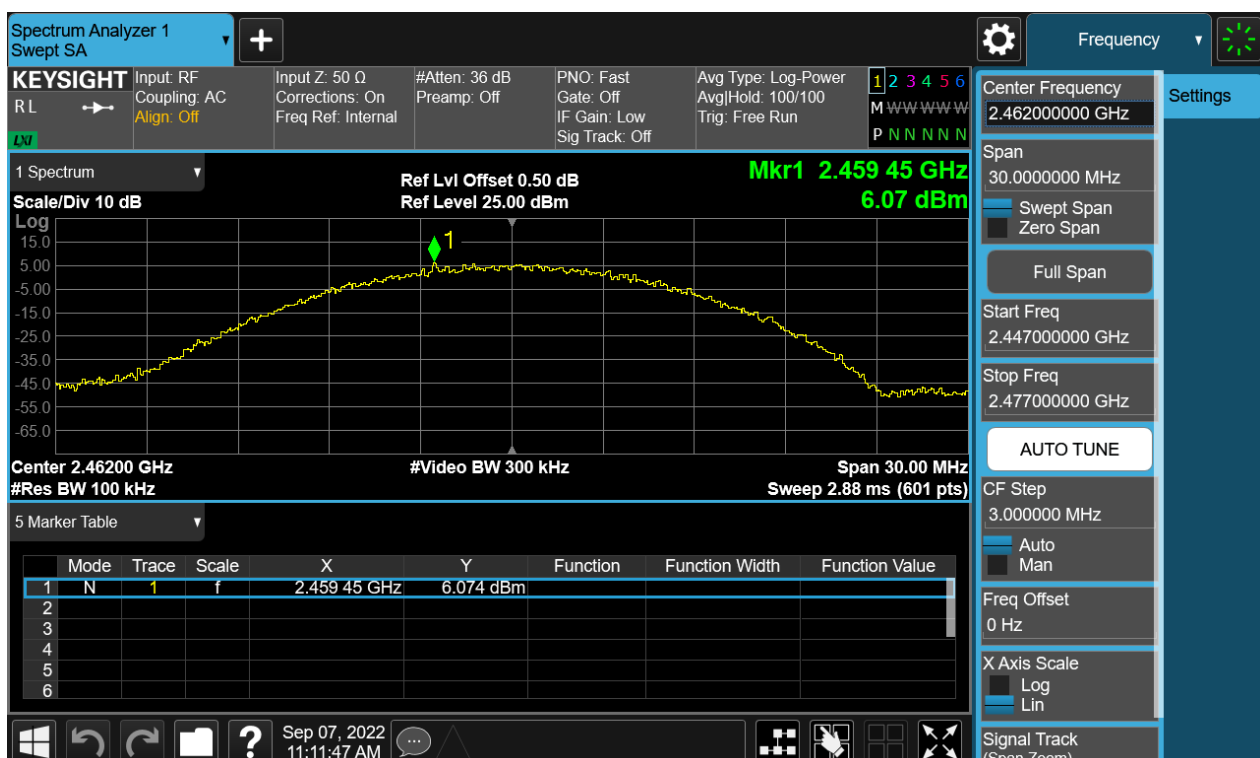 Spectrum Analyzer 1
Swept SA
Frequency
KEYSIGHT
RL
LXI
Input: RF
Coupling: AC
Align: Off
Input Z: 50 Ω
Corrections: On
Freq Ref: Internal
#Atten: 36 dB
Preamp: Off
PNO: Fast
Gate: Off
IF Gain: Low
Sig Track: Off
Avg Type: Log-Power
Avg|Hold: 100/100
Trig: Free Run
1 2 3 4 5 6
M W W W W W
P N N N N N
1 Spectrum
Scale/Div 10 dB
Ref Lvl Offset 0.50 dB
Ref Level 25.00 dBm
Mkr1 2.459 45 GHz
6.07 dBm
Log
15.0
5.00
-5.00
-15.0
-25.0
-35.0
-45.0
-55.0
-65.0
1
Center 2.46200 GHz
#Res BW 100 kHz
#Video BW 300 kHz
Span 30.00 MHz
Sweep 2.88 ms (601 pts)
5 Marker Table
Mode Trace Scale X Y Function Function Width Function Value
1 N 1 f 2.459 45 GHz 6.074 dBm
2
3
4
5
6
Sep 07, 2022
11:11:47 AM
Center Frequency
2.462000000 GHz
Settings
Span
30.0000000 MHz
Swept Span
Zero Span
Full Span
Start Freq
2.447000000 GHz
Stop Freq
2.477000000 GHz
AUTO TUNE
CF Step
3.000000 MHz
Auto
Man
Freq Offset
0 Hz
X Axis Scale
Log
Lin
Signal Track
(Span Zoom)